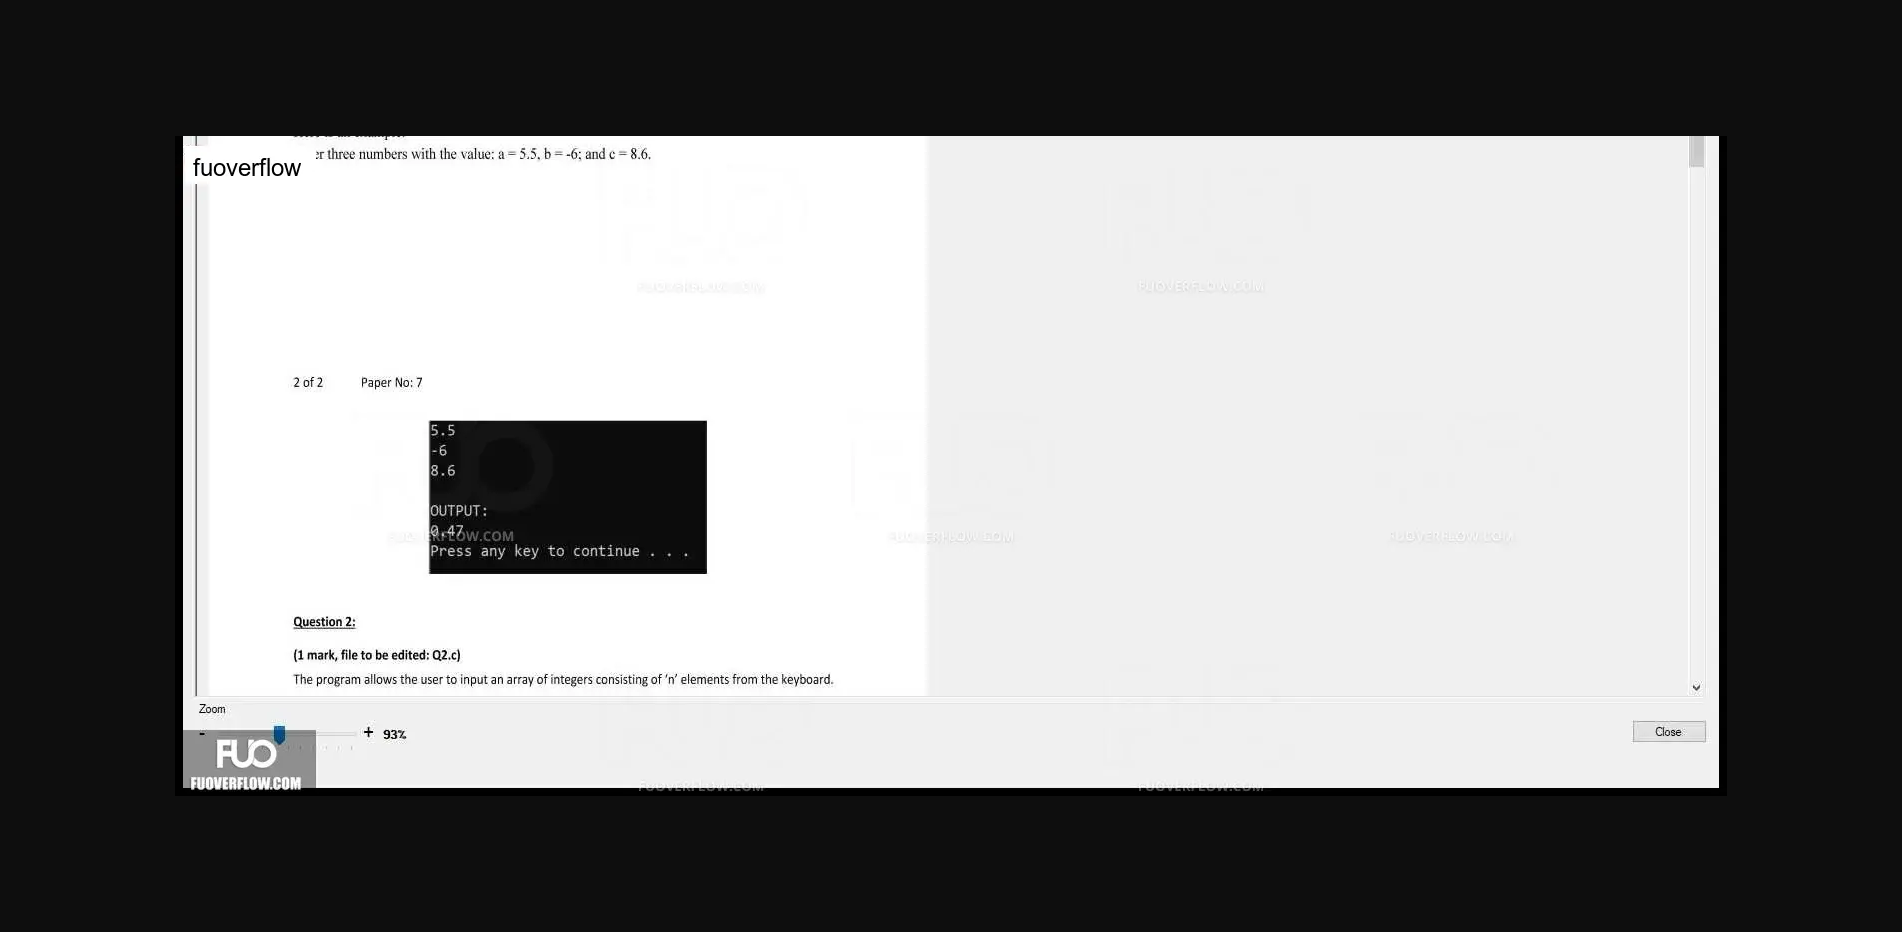 fuoverflow
er three numbers with the value: a = 5.5, b = -6; and c = 8.6.
FUOVERFLOW.COM FUOVERFLOW.COM
2 of 2 Paper No: 7
5.5
-6
8.6
OUTPUT:
0.47
FUOVERFLOW.COM FUOVERFLOW.COM FUOVERFLOW.COM
Press any key to continue . . .
Question 2:
(1 mark, file to be edited: Q2.c)
The program allows the user to input an array of integers consisting of ‘n’ elements from the keyboard.
Zoom
- + 93%
Close
FUO
FUOVERFLOW.COM FUOVERFLOW.COM FUOVERFLOW.COM